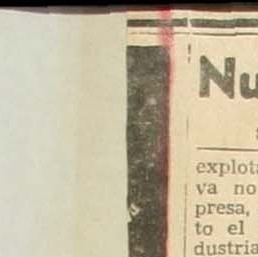 Nu
explota
va no
presa,
to el
dustria